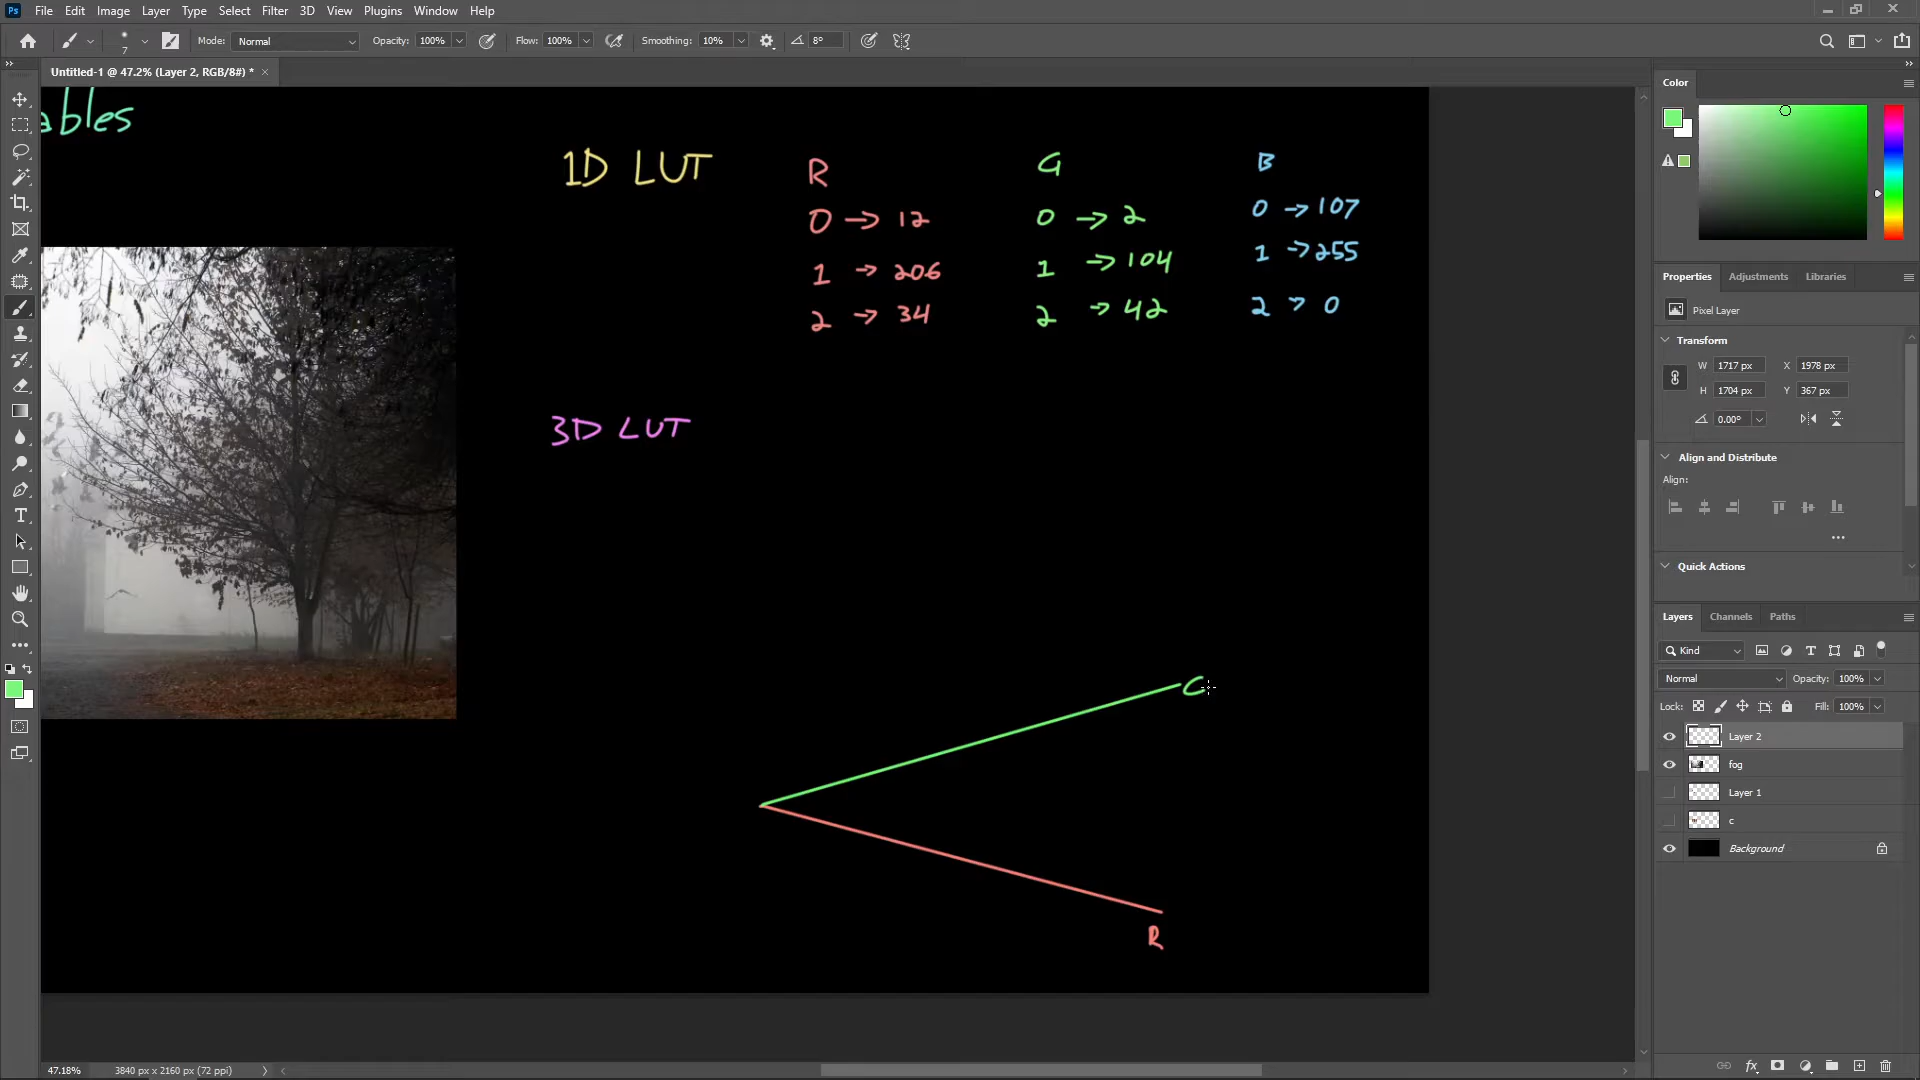 Ps File Edit Image Layer Type Select Filter 3D View Plugins Window Help
7 Mode: Normal Opacity: 100% Flow: 100% Smoothing: 10% 8°
Untitled-1 @ 47.2% (Layer 2, RGB/8#) * ×
ables
1D LUT
R
0 → 12
1 → 206
2 → 34
G
0 → 2
1 → 104
2 → 42
B
0 → 107
1 → 255
2 > 0
3D LUT
C
R
Color
Properties Adjustments Libraries
Pixel Layer
Transform
W 1717 px X 1978 px
H 1704 px Y 367 px
0.00°
Align and Distribute
Align:
Quick Actions
Layers Channels Paths
Kind
Normal Opacity: 100%
Lock: Fill: 100%
Layer 2
fog
Layer 1
c
Background
47.18% 3840 px x 2160 px (72 ppi)